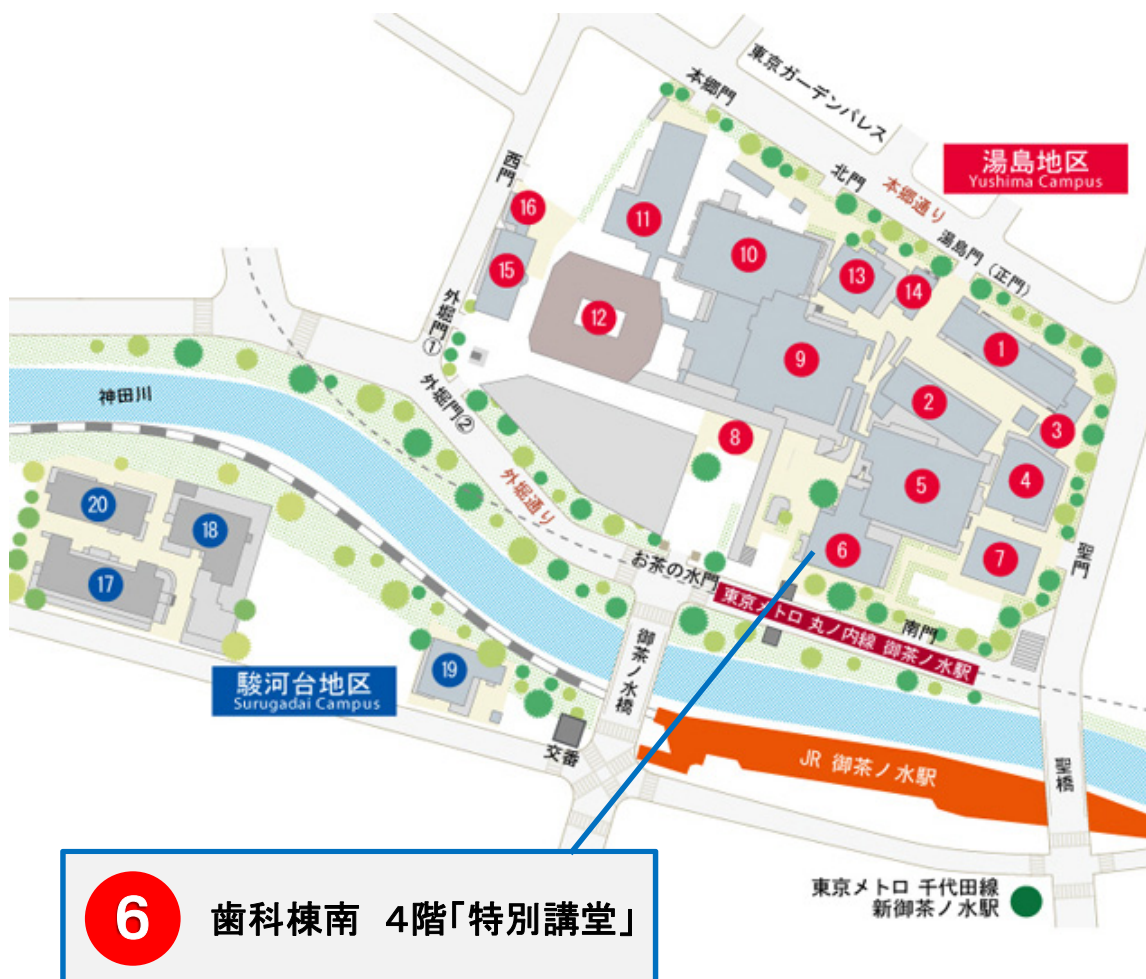 東京ガーデンパレス
本郷門
湯島地区
Yushima Campus
北門
本郷通り
西門
湯島門（正門）
16
11
10
15
13
14
外堀門①
12
1
9
外堀門②
2
神田川
8
3
4
5
外堀通り
20
18
6
7
聖門
お茶の水門
17
東京メトロ 丸ノ内線 御茶ノ水駅
南門
御茶ノ水橋
19
駿河台地区
Surugadai Campus
交番
JR 御茶ノ水駅
聖橋
6 歯科棟南 4階「特別講堂」
東京メトロ 千代田線
新御茶ノ水駅